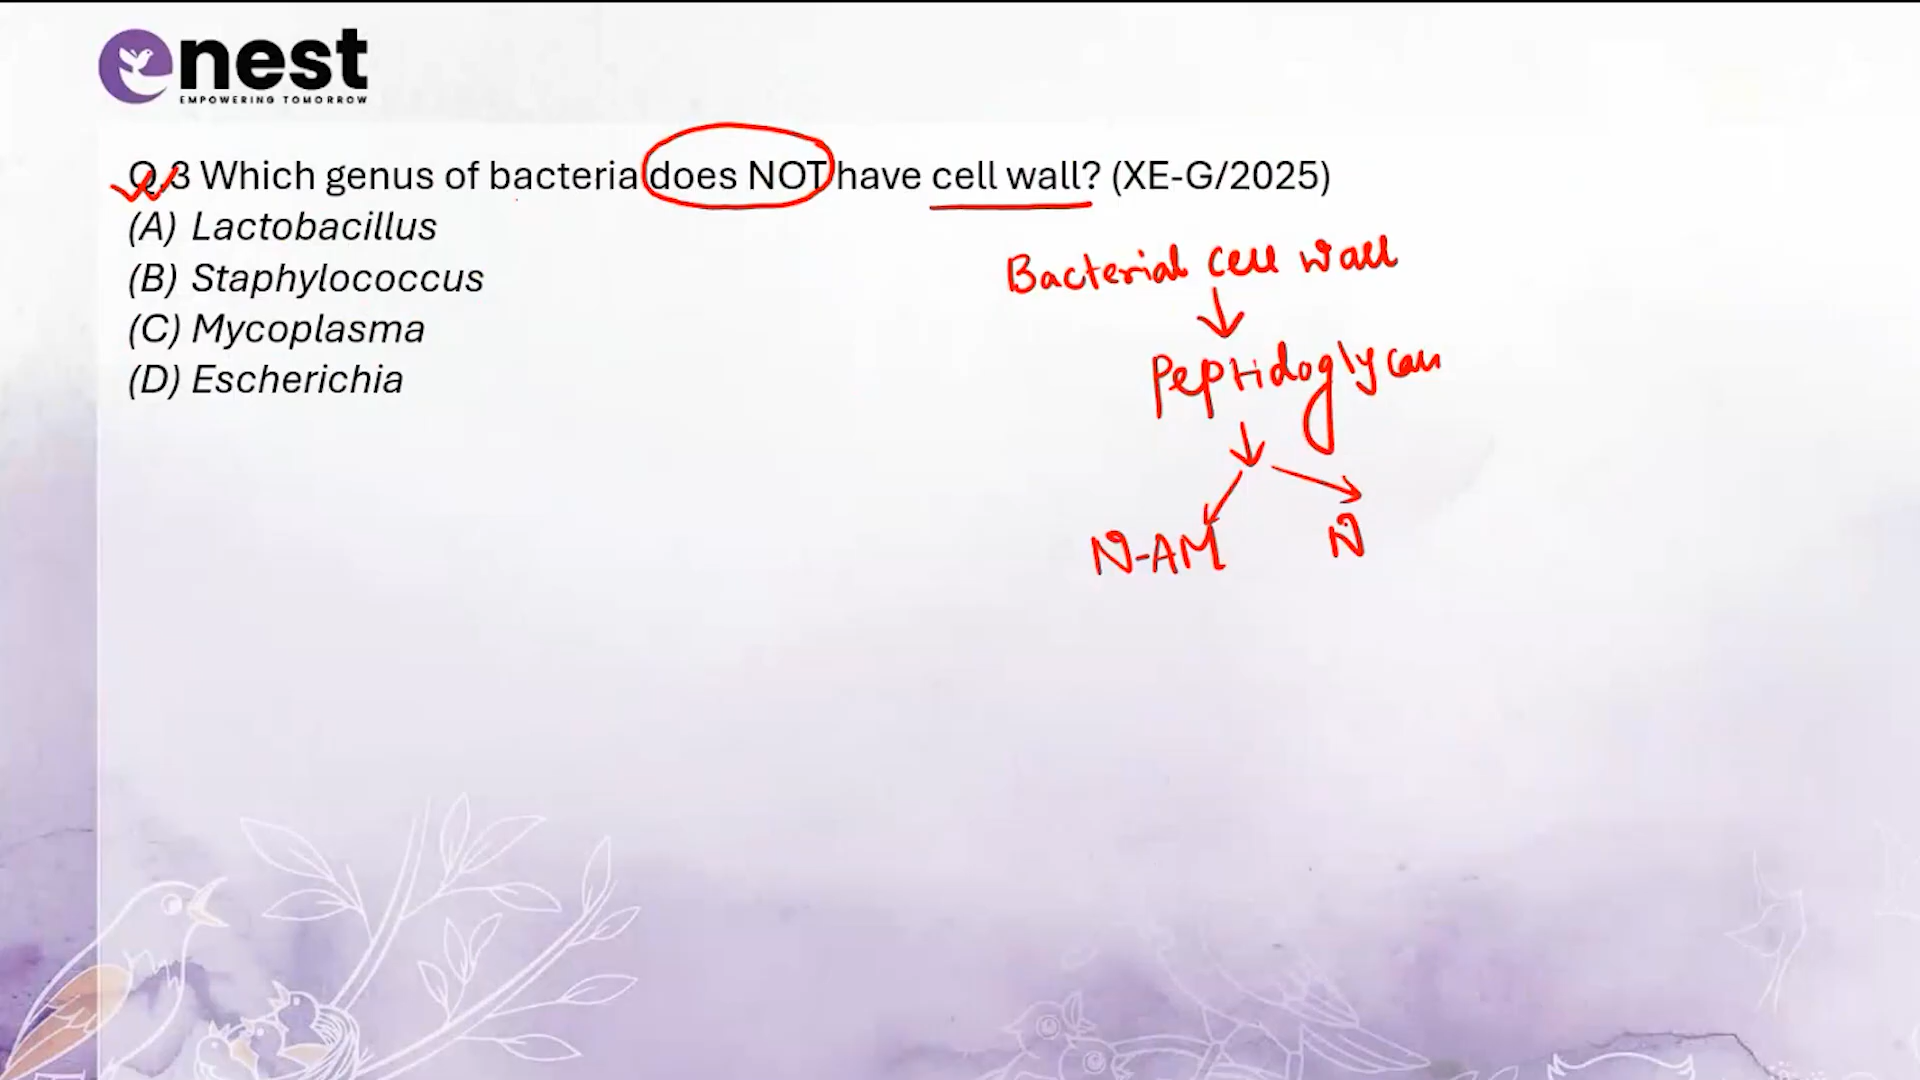 enest
EMPOWERING TOMORROW
Q.3 Which genus of bacteria does NOT have cell wall? (XE-G/2025)
(A) Lactobacillus
(B) Staphylococcus
(C) Mycoplasma
(D) Escherichia
Bacterial cell wall
Peptidoglycan
N-AM N